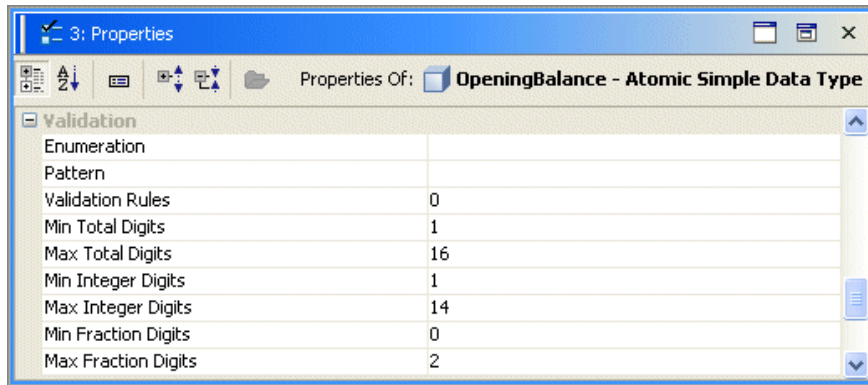 3: Properties
Properties Of: OpeningBalance - Atomic Simple Data Type
Validation
Enumeration
Pattern
Validation Rules 0
Min Total Digits 1
Max Total Digits 16
Min Integer Digits 1
Max Integer Digits 14
Min Fraction Digits 0
Max Fraction Digits 2